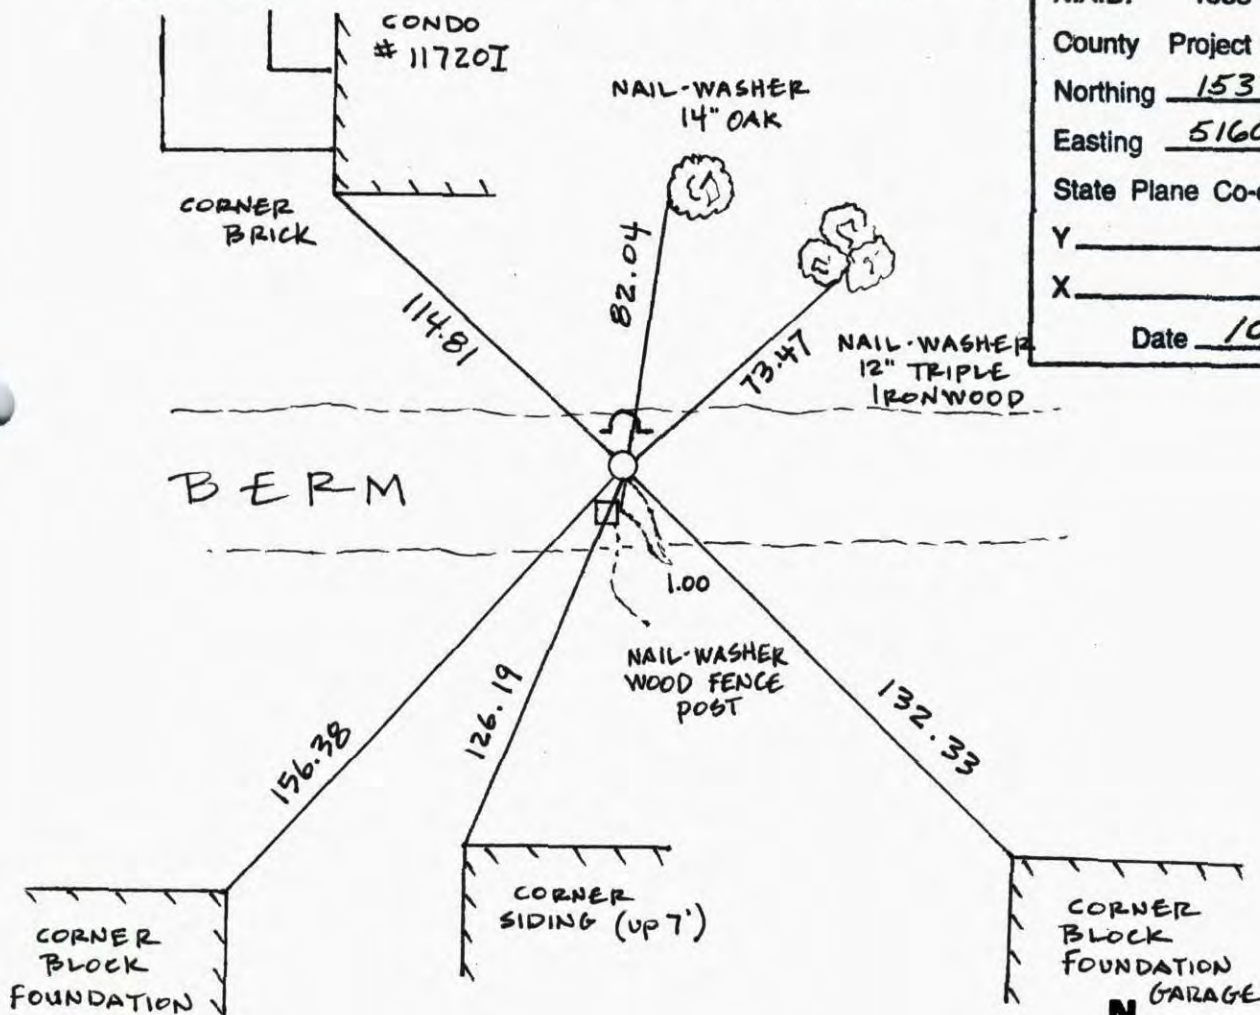 CONDO
# 11720I
County Project
Northing 153
Easting
State Plane Co-
Y
X
Date 10
NAIL-WASHER
14" OAK
CORNER
BRICK
114.81
82.04
73.47
NAIL-WASHER
12" TRIPLE
IRONWOOD
BERM
1.00
NAIL-WASHER
WOOD FENCE
POST
156.38
126.19
132.33
CORNER
BLOCK
FOUNDATION
CORNER
SIDING (UP 7')
CORNER
BLOCK
FOUNDATION
GARAGE
N